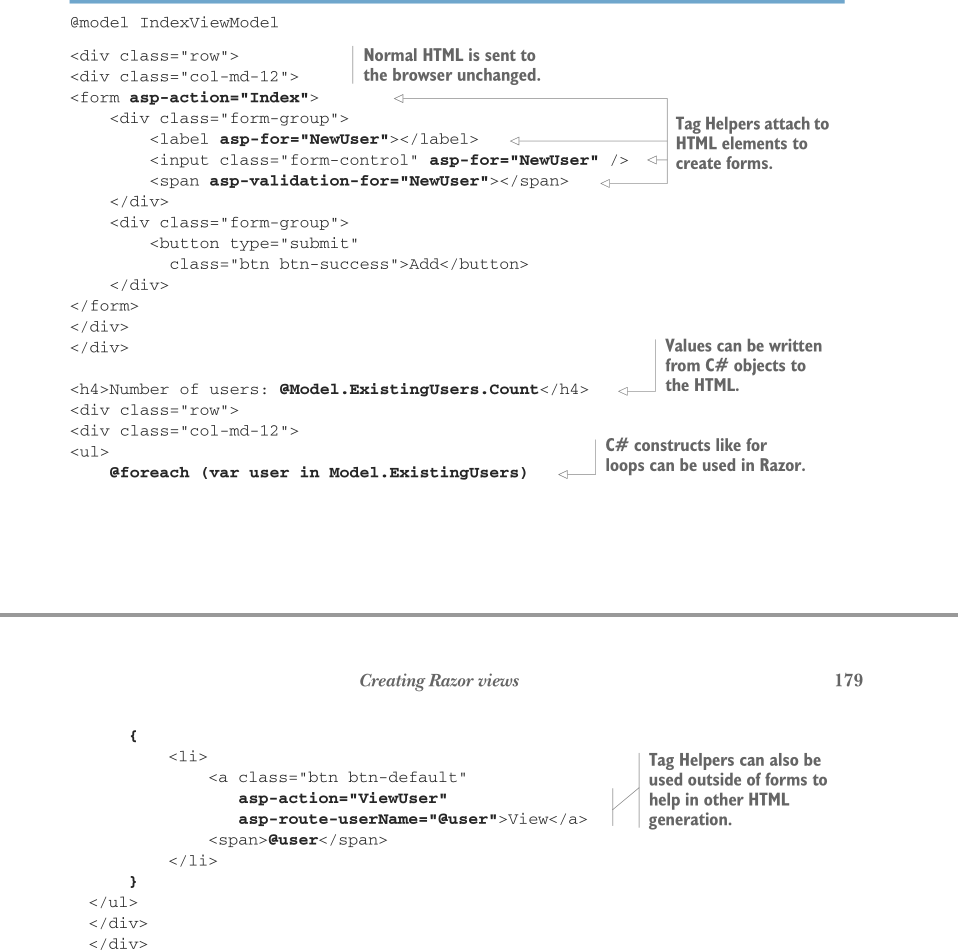 @model IndexViewModel
<div class="row">
<div class="col-md-12">
Normal HTML is sent to
the browser unchanged.
<form asp-action="Index">
    <div class="form-group">
        <label asp-for="NewUser"></label>
        <input class="form-control" asp-for="NewUser" />
        <span asp-validation-for="NewUser"></span>
Tag Helpers attach to
HTML elements to
create forms.
    </div>
    <div class="form-group">
        <button type="submit"
          class="btn btn-success">Add</button>
    </div>
</form>
</div>
</div>
Values can be written
from C# objects to
the HTML.
<h4>Number of users: @Model.ExistingUsers.Count</h4>
<div class="row">
<div class="col-md-12">
<ul>
C# constructs like for
loops can be used in Razor.
    @foreach (var user in Model.ExistingUsers)
Creating Razor views 179
    {
        <li>
            <a class="btn btn-default"
               asp-action="ViewUser"
               asp-route-userName="@user">View</a>
Tag Helpers can also be
used outside of forms to
help in other HTML
generation.
            <span>@user</span>
        </li>
    }
</ul>
</div>
</div>